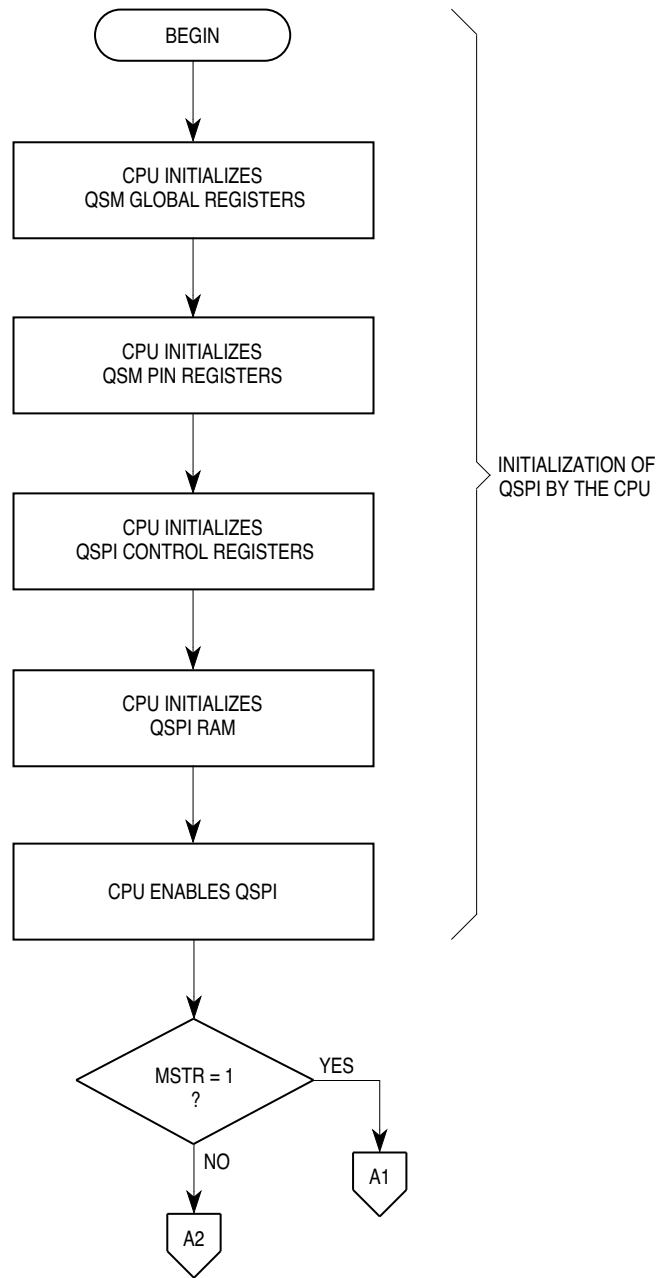 BEGIN
CPU INITIALIZES
QSM GLOBAL REGISTERS
CPU INITIALIZES
QSM PIN REGISTERS
INITIALIZATION OF
QSPI BY THE CPU
CPU INITIALIZES
QSPI CONTROL REGISTERS
CPU INITIALIZES
QSPI RAM
CPU ENABLES QSPI
MSTR = 1
?
YES
NO
A1
A2